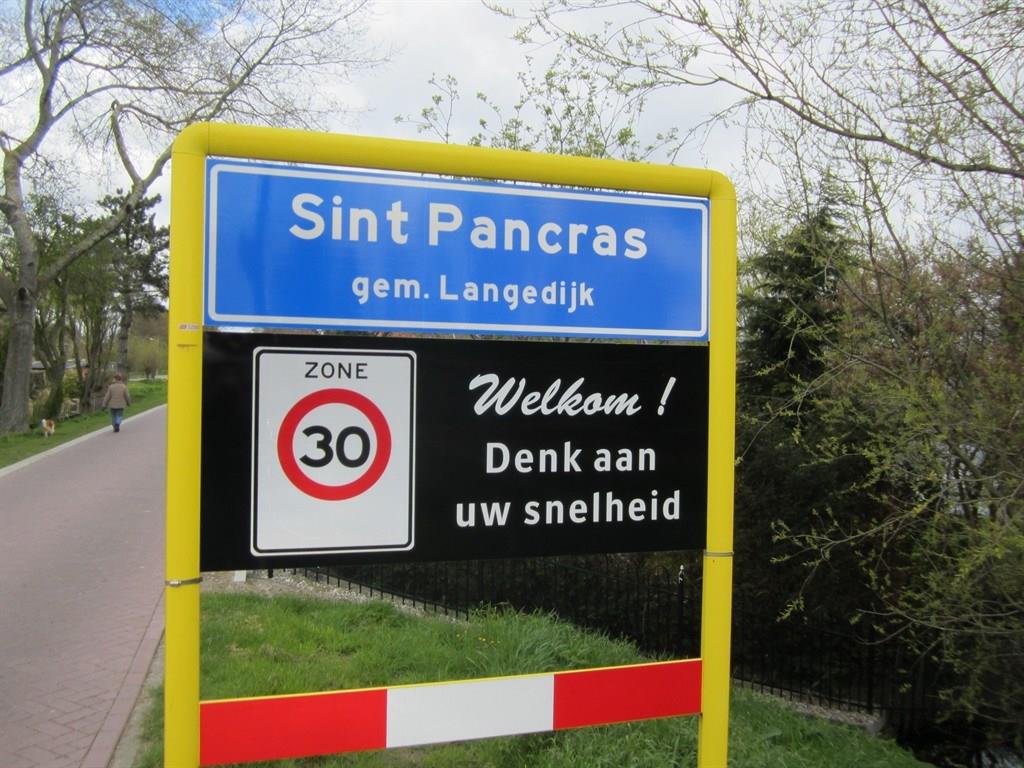 Sint Pancras
gem. Langedijk
ZONE
30
Welkom !
Denk aan
uw snelheid